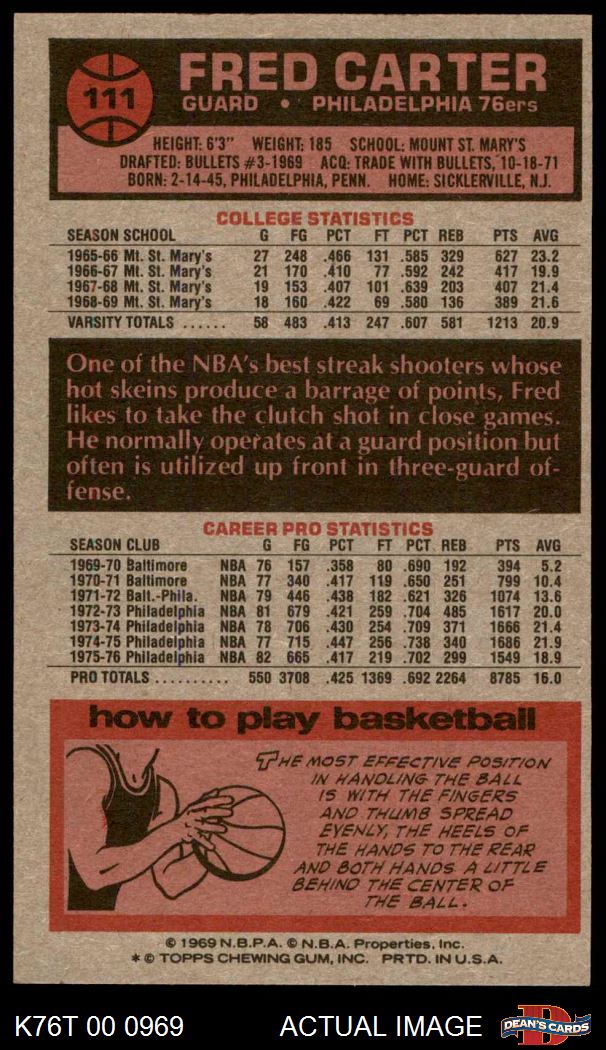 111
FRED CARTER
GUARD • PHILADELPHIA 76ers
HEIGHT: 6'3" WEIGHT: 185 SCHOOL: MOUNT ST. MARY'S
DRAFTED: BULLETS #3-1969 ACQ: TRADE WITH BULLETS, 10-18-71
BORN: 2-14-45, PHILADELPHIA, PENN. HOME: SICKLERVILLE, N.J.
COLLEGE STATISTICS
SEASON SCHOOL G FG PCT FT PCT REB PTS AVG
1965-66 Mt. St. Mary's 27 248 .466 131 .585 329 627 23.2
1966-67 Mt. St. Mary's 21 170 .410 77 .592 242 417 19.9
1967-68 Mt. St. Mary's 19 153 .407 101 .639 203 407 21.4
1968-69 Mt. St. Mary's 18 160 .422 69 .580 136 389 21.6
VARSITY TOTALS ...... 58 483 .413 247 .607 581 1213 20.9
One of the NBA's best streak shooters whose
hot skeins produce a barrage of points, Fred
likes to take the clutch shot in close games.
He normally operates at a guard position but
often is utilized up front in three-guard of-
fense.
CAREER PRO STATISTICS
SEASON CLUB G FG PCT FT PCT REB PTS AVG
1969-70 Baltimore NBA 76 157 .358 80 .690 192 394 5.2
1970-71 Baltimore NBA 77 340 .417 119 .650 251 799 10.4
1971-72 Balt.-Phila. NBA 79 446 .438 182 .621 326 1074 13.6
1972-73 Philadelphia NBA 81 679 .421 259 .704 485 1617 20.0
1973-74 Philadelphia NBA 78 706 .430 254 .709 371 1666 21.4
1974-75 Philadelphia NBA 77 715 .447 256 .738 340 1686 21.9
1975-76 Philadelphia NBA 82 665 .417 219 .702 299 1549 18.9
PRO TOTALS.......... 550 3708 .425 1369 .692 2264 8785 16.0
how to play basketball
THE MOST EFFECTIVE POSITION
IN HANDLING THE BALL
IS WITH THE FINGERS
AND THUMB SPREAD
EVENLY, THE HEELS OF
THE HANDS TO THE REAR
AND BOTH HANDS A LITTLE
BEHIND THE CENTER OF
THE BALL.
© 1969 N.B.P.A. © N.B.A. Properties, Inc.
* © TOPPS CHEWING GUM, INC. PRTD. IN U.S.A.
K76T 00 0969 ACTUAL IMAGE D DEAN'S CARDS